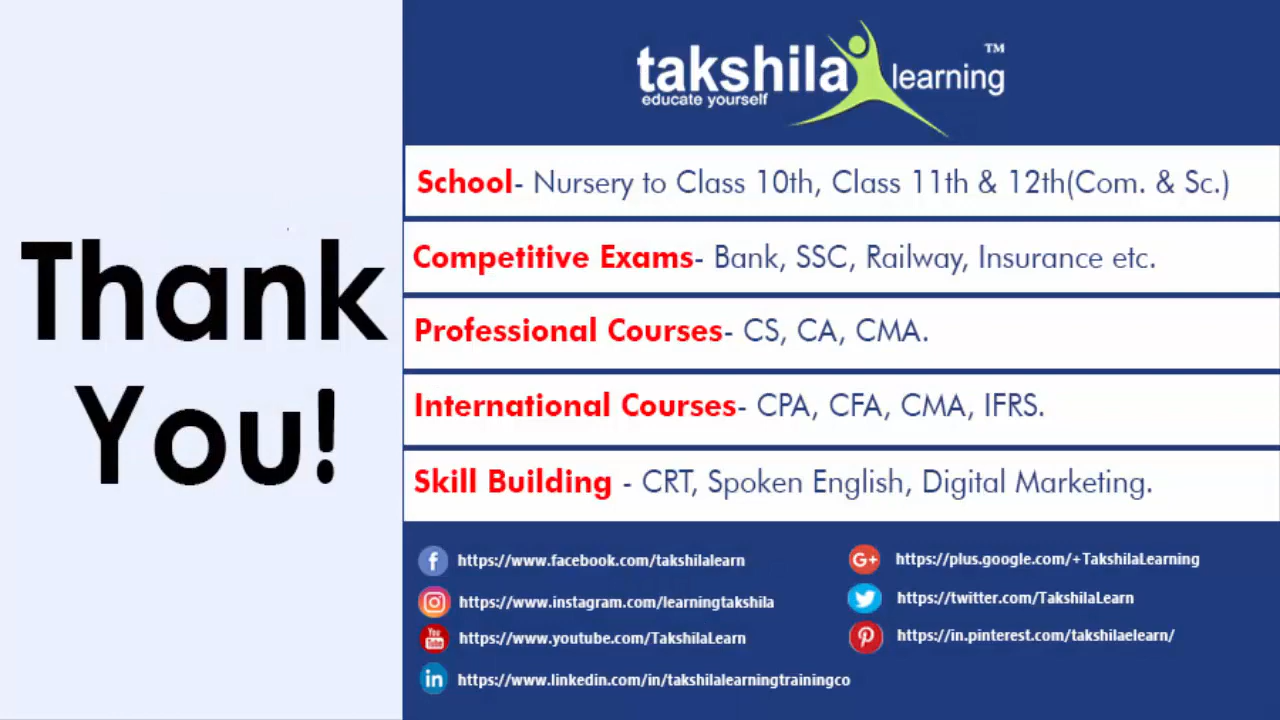 Thank
You!
takshila learning ™
educate yourself
School- Nursery to Class 10th, Class 11th & 12th(Com. & Sc.)
Competitive Exams- Bank, SSC, Railway, Insurance etc.
Professional Courses- CS, CA, CMA.
International Courses- CPA, CFA, CMA, IFRS.
Skill Building - CRT, Spoken English, Digital Marketing.
f https://www.facebook.com/takshilalearn
https://www.instagram.com/learningtakshila
You Tube https://www.youtube.com/TakshilaLearn
in https://www.linkedin.com/in/takshilalearningtrainingco
G+ https://plus.google.com/+TakshilaLearning
https://twitter.com/TakshilaLearn
https://in.pinterest.com/takshilaelearn/